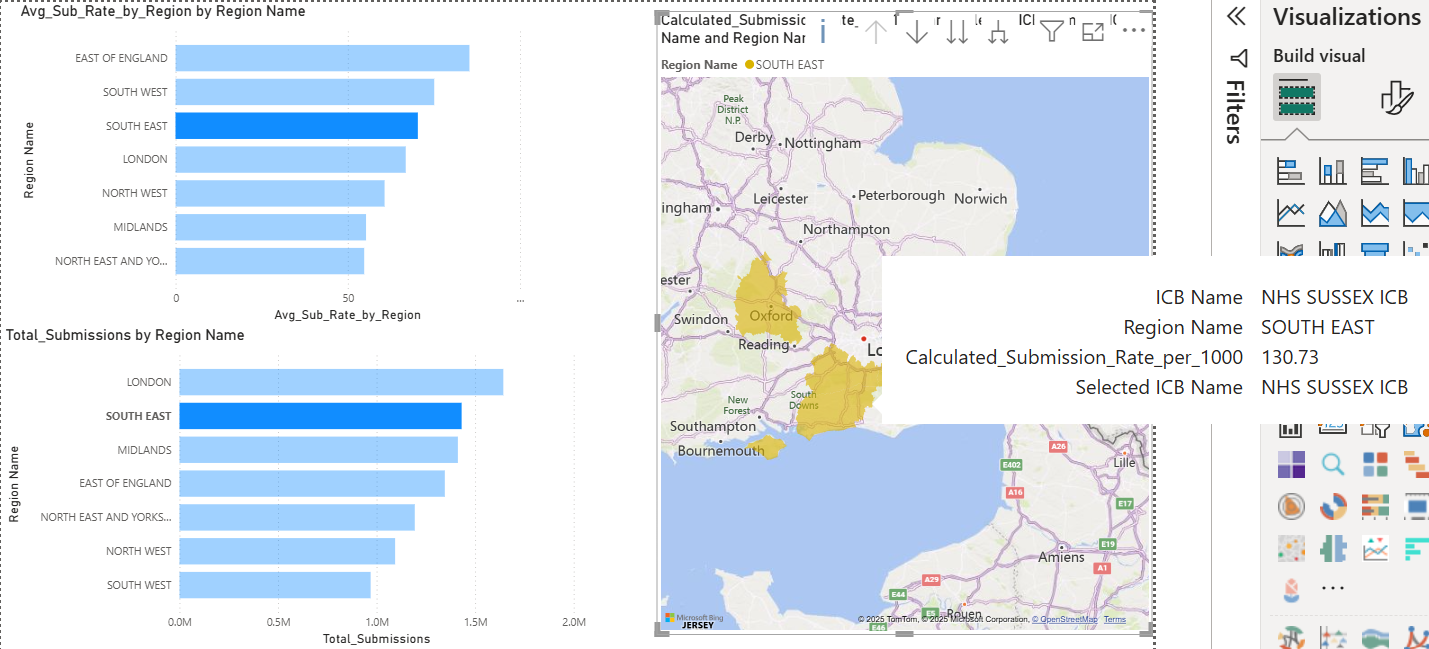 Avg_Sub_Rate_by_Region by Region Name
Region Name
EAST OF ENGLAND
SOUTH WEST
SOUTH EAST
LONDON
NORTH WEST
MIDLANDS
NORTH EAST AND YO...
0
50
...
Avg_Sub_Rate_by_Region
Total_Submissions by Region Name
Region Name
LONDON
SOUTH EAST
MIDLANDS
EAST OF ENGLAND
NORTH EAST AND YORKS...
NORTH WEST
SOUTH WEST
0.0M
0.5M
1.0M
1.5M
2.0M
Total_Submissions
Calculated_Submissic
Name and Region Nar
Region Name
SOUTH EAST
Peak
District
N.P.
Derby
Nottingham
Leicester
Peterborough
Norwich
ingham
Northampton
ester
Oxford
Swindon
Reading
Lc
New
Forest
South
Downs
Southampton
Bournemouth
A26
Lille
E402
A16
E17
E19
Amiens
A1
A29
E44
E5
Rouen
E46
JERSEY
Microsoft Bing
© 2025 TomTom, © 2025 Microsoft Corporation, © OpenStreetMap Terms
ICB Name NHS SUSSEX ICB
Region Name SOUTH EAST
Calculated_Submission_Rate_per_1000 130.73
Selected ICB Name NHS SUSSEX ICB
Filters
Visualizations
Build visual
123